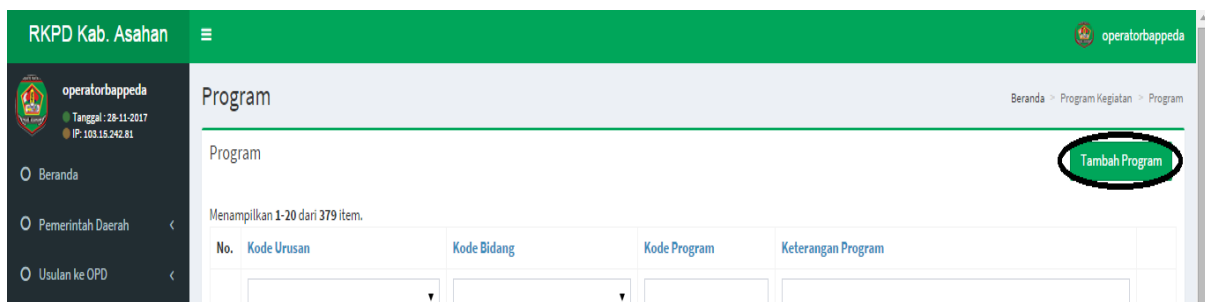 RKPD Kab. Asahan
operatorbappeda
operatorbappeda
Tanggal : 28-11-2017
IP: 103.15.242.81
Beranda
Pemerintah Daerah
Usulan ke OPD
Program
Beranda > Program Kegiatan > Program
Program
Tambah Program
Menampilkan 1-20 dari 379 item.
No. Kode Urusan Kode Bidang Kode Program Keterangan Program